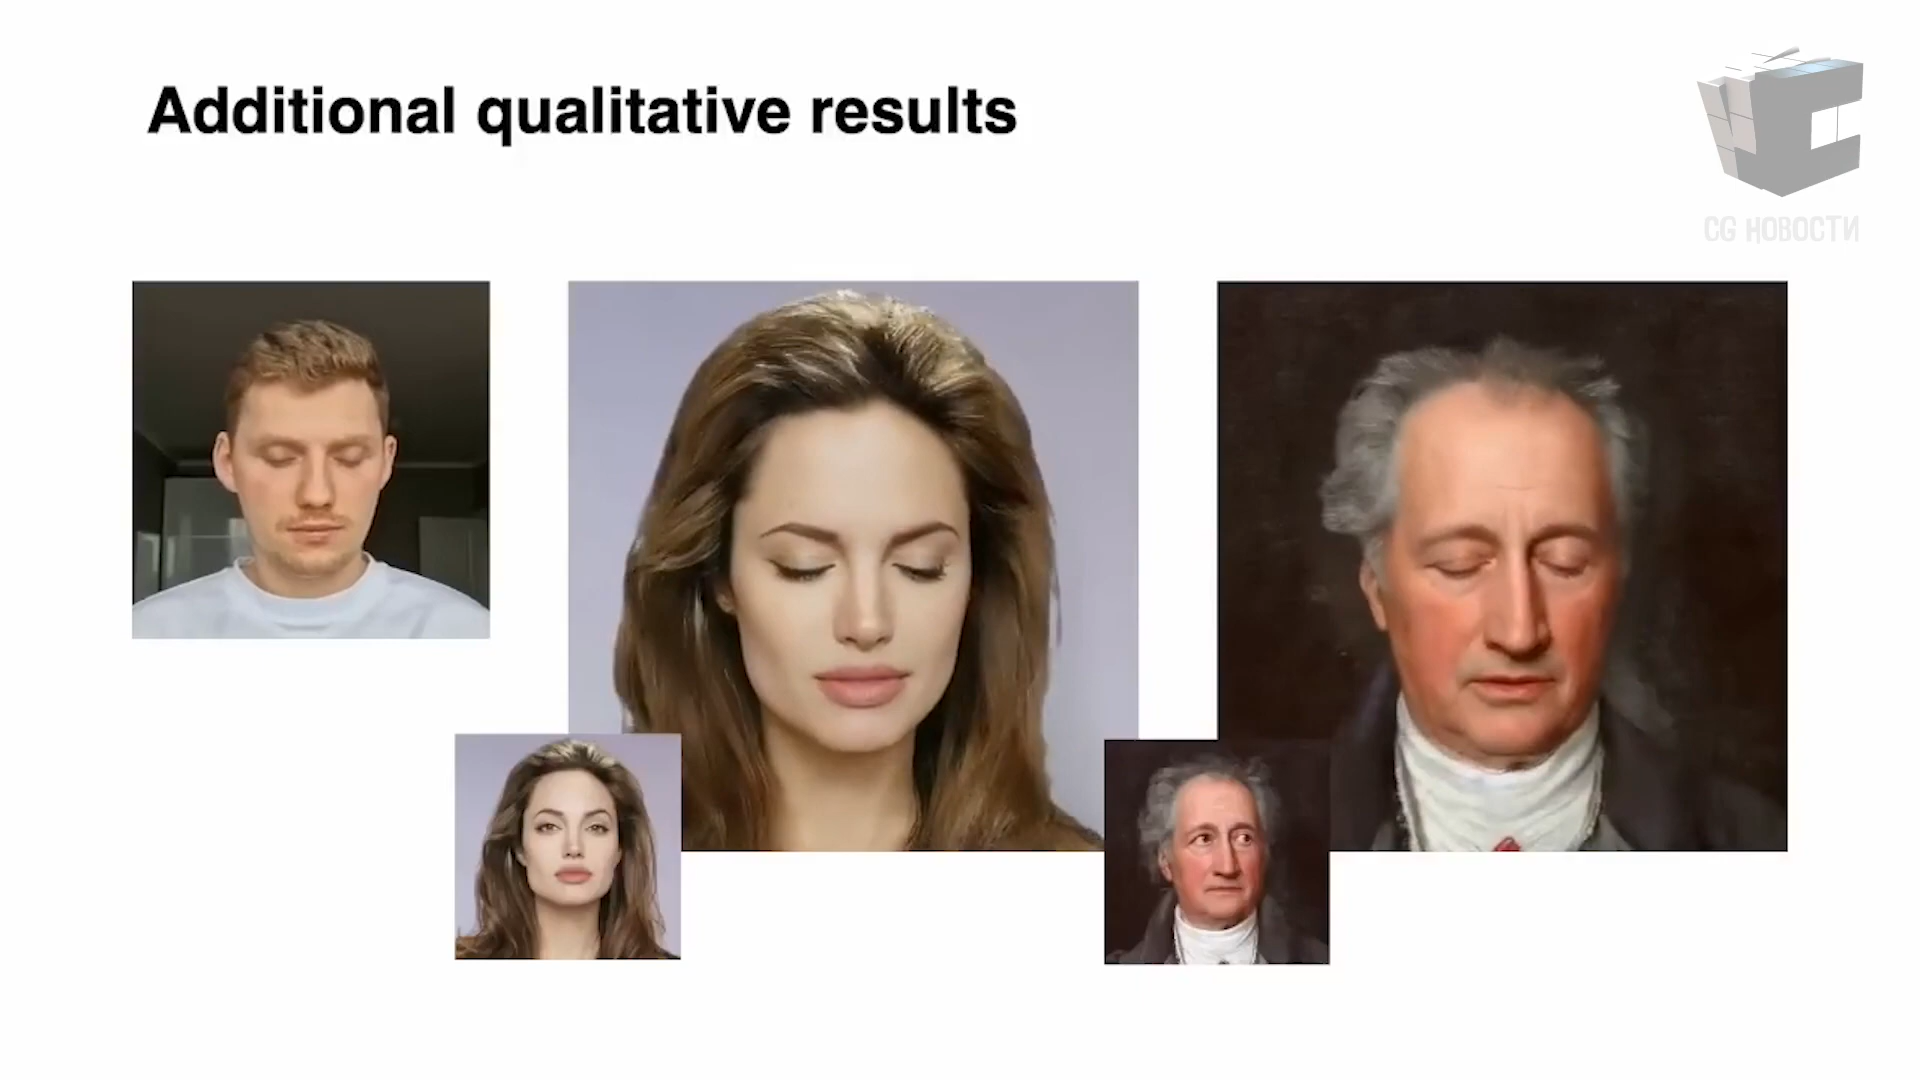 Additional qualitative results
CG НОВОСТИ